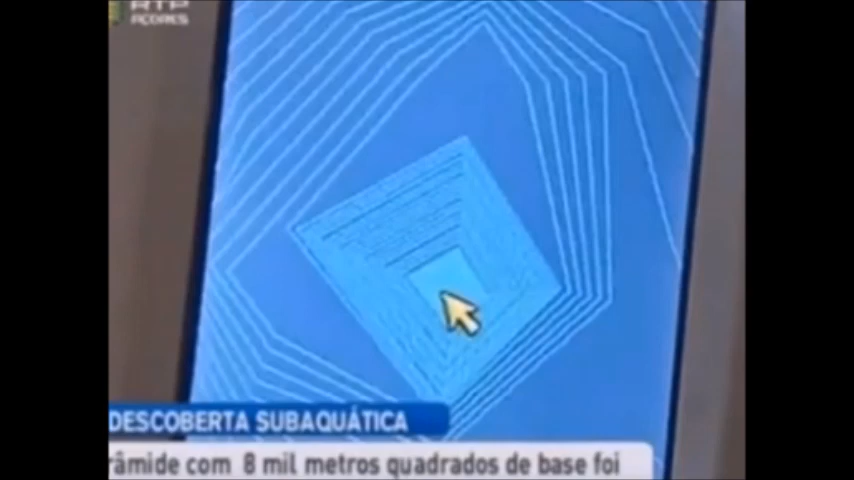 RTP
AÇORES
DESCOBERTA SUBAQUÁTICA
râmide com 8 mil metros quadrados de base foi